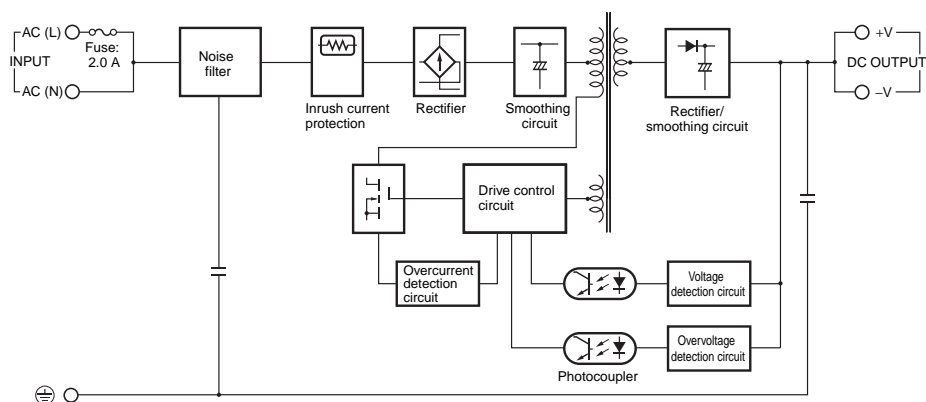 AC (L)
Fuse:
2.0 A
INPUT
AC (N)
Noise
filter
Inrush current
protection
Rectifier
Smoothing
circuit
Rectifier/
smoothing circuit
+V
DC OUTPUT
–V
Drive control
circuit
Overcurrent
detection
circuit
Voltage
detection circuit
Overvoltage
detection circuit
Photocoupler